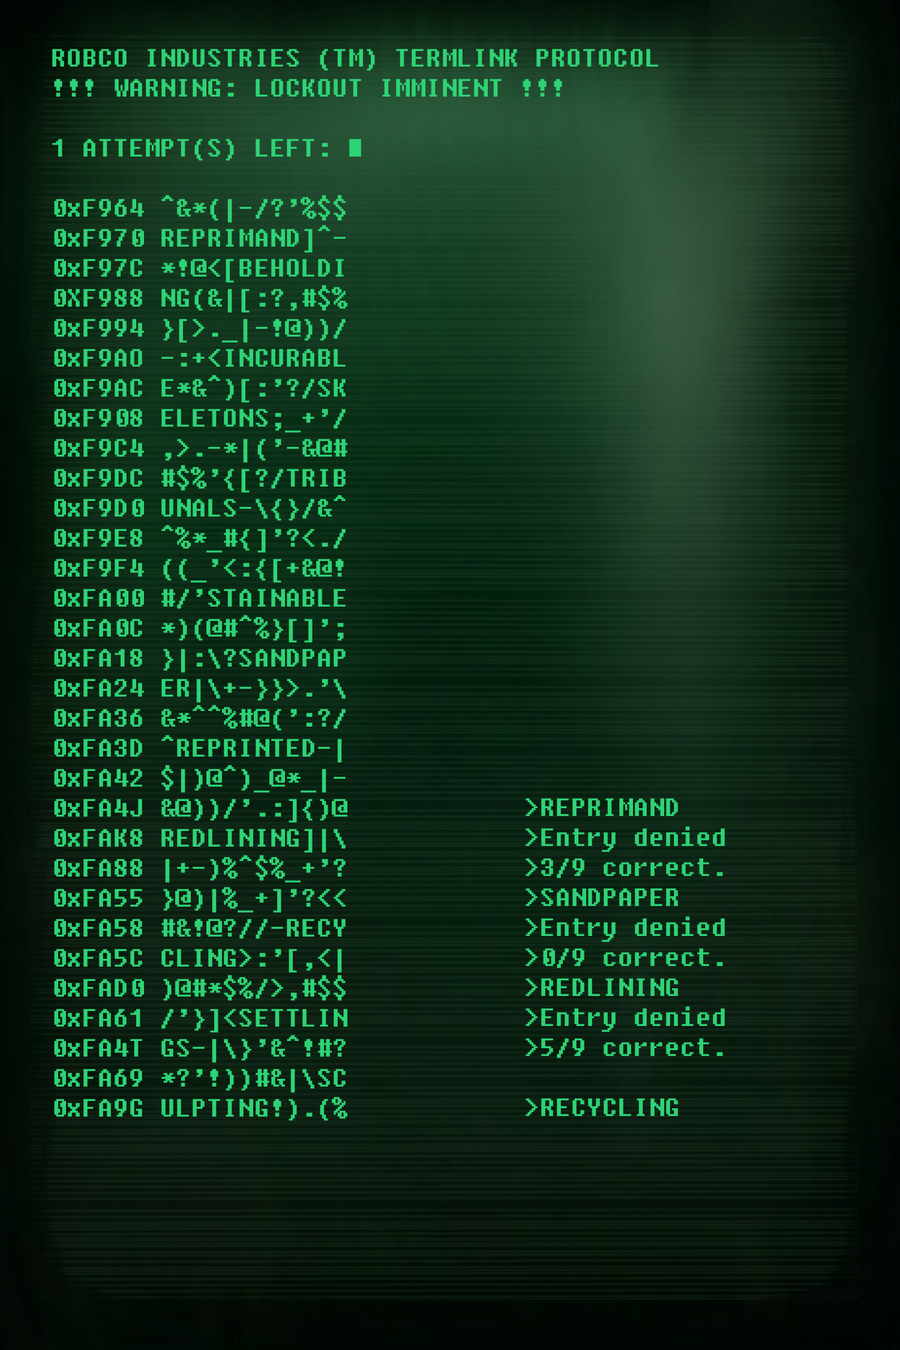 ROBCO INDUSTRIES (TM) TERMLINK PROTOCOL
!!! WARNING: LOCKOUT IMMINENT !!!
1 ATTEMPT(S) LEFT: █
0xF964 ^&*(|-/?'%$$
0xF970 REPRIMAND]^-
0xF97C *!@<[BEHOLDI
0XF988 NG(&|[:?,#$%
0xF994 }[>._|-!@))/
0xF9AO -:+<INCURABL
0xF9AC E*&^)[:'?/SK
0xF908 ELETONS;_+'/
0xF9C4 ,>.-*|('-&@#
0xF9DC #$%'{[?/TRIB
0xF9D0 UNALS-\{}/&^
0xF9E8 ^%*_#{]'?<./
0xF9F4 ((_'<:{[+&@!
0xFA00 #/'STAINABLE
0xFA0C *)(@#^%}[]';
0xFA18 }|:\?SANDPAP
0xFA24 ER|\+-}}>.'\
0xFA36 &*^^%#@(':?/
0xFA3D ^REPRINTED-|
0xFA42 $|)@^)_@*_|-
0xFA4J &@))/'.:]{)@ >REPRIMAND
0xFAK8 REDLINING]|\ >Entry denied
0xFA88 |+-)%^$%_+'? >3/9 correct.
0xFA55 }@)|%_+]'?<< >SANDPAPER
0xFA58 #&!@?//-RECY >Entry denied
0xFA5C CLING>:'[,<| >0/9 correct.
0xFAD0 )@#*$%/>,#$$ >REDLINING
0xFA61 /'}]<SETTLIN >Entry denied
0xFA4T GS-|\}'&^!#? >5/9 correct.
0xFA69 *?'!))#&|\SC
0xFA9G ULPTING!).(% >RECYCLING